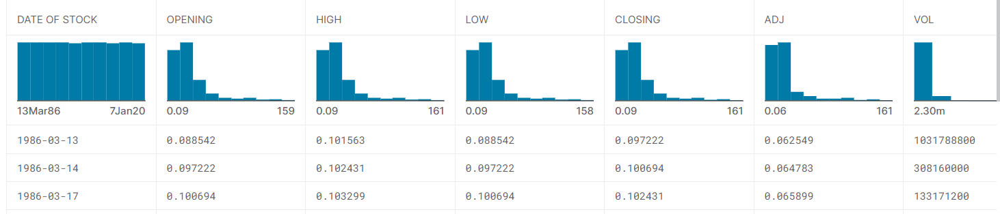 DATE OF STOCK OPENING HIGH LOW CLOSING ADJ VOL
13Mar86 7Jan20 0.09 159 0.09 161 0.09 158 0.09 161 0.06 161 2.30m
1986-03-13 0.088542 0.101563 0.088542 0.097222 0.062549 1031788800
1986-03-14 0.097222 0.102431 0.097222 0.100694 0.064783 308160000
1986-03-17 0.100694 0.103299 0.100694 0.102431 0.065899 133171200